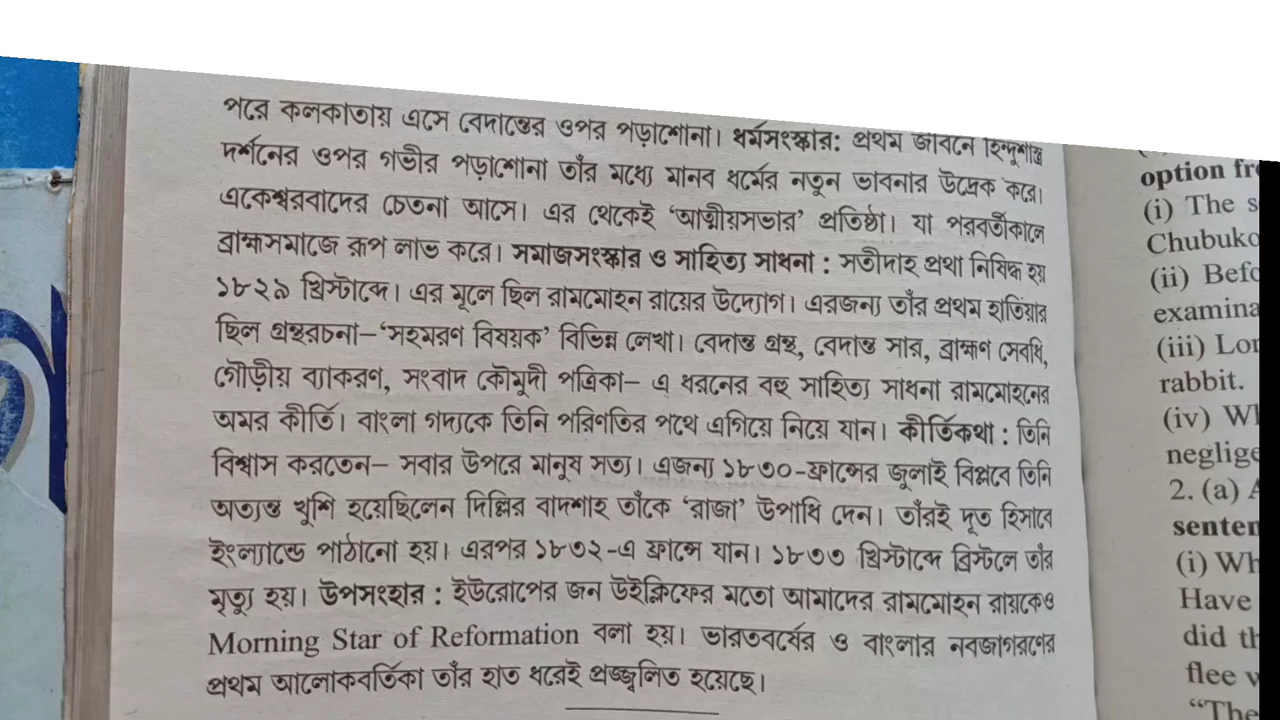 পরে কলকাতায় এসে বেদান্তের ওপর পড়াশোনা। ধর্মসংস্কার: প্রথম জীবনে হিন্দুশাস্ত্র
দর্শনের ওপর গভীর পড়াশোনা তাঁর মধ্যে মানব ধর্মের নতুন ভাবনার উদ্রেক করে।
একেশ্বরবাদের চেতনা আসে। এর থেকেই ‘আত্মীয়সভার’ প্রতিষ্ঠা। যা পরবর্তীকালে
ব্রাহ্মসমাজে রূপ লাভ করে। সমাজসংস্কার ও সাহিত্য সাধনা : সতীদাহ প্রথা নিষিদ্ধ হয়
১৮২৯ খ্রিস্টাব্দে। এর মূলে ছিল রামমোহন রায়ের উদ্যোগ। এরজন্য তাঁর প্রথম হাতিয়ার
ছিল গ্রন্থরচনা–‘সহমরণ বিষয়ক’ বিভিন্ন লেখা। বেদান্ত গ্রন্থ, বেদান্ত সার, ব্রাহ্মণ সেবধি,
গৌড়ীয় ব্যাকরণ, সংবাদ কৌমুদী পত্রিকা– এ ধরনের বহু সাহিত্য সাধনা রামমোহনের
অমর কীর্তি। বাংলা গদ্যকে তিনি পরিণতির পথে এগিয়ে নিয়ে যান। কীর্তিকথা : তিনি
বিশ্বাস করতেন– সবার উপরে মানুষ সত্য। এজন্য ১৮৩০-ফ্রান্সের জুলাই বিপ্লবে তিনি
অত্যন্ত খুশি হয়েছিলেন দিল্লির বাদশাহ তাঁকে ‘রাজা’ উপাধি দেন। তাঁরই দূত হিসাবে
ইংল্যান্ডে পাঠানো হয়। এরপর ১৮৩২-এ ফ্রান্সে যান। ১৮৩৩ খ্রিস্টাব্দে ব্রিস্টলে তাঁর
মৃত্যু হয়। উপসংহার : ইউরোপের জন উইক্লিফের মতো আমাদের রামমোহন রায়কেও
Morning Star of Reformation বলা হয়। ভারতবর্ষের ও বাংলার নবজাগরণের
প্রথম আলোকবর্তিকা তাঁর হাত ধরেই প্রজ্জ্বলিত হয়েছে।
option
(i) The
Chubuko
(ii) Befo
examina
(iii) Lor
rabbit.
(iv) Wh
neglige
2. (a) A
senten
(i) Wh
Have
did th
flee
“The